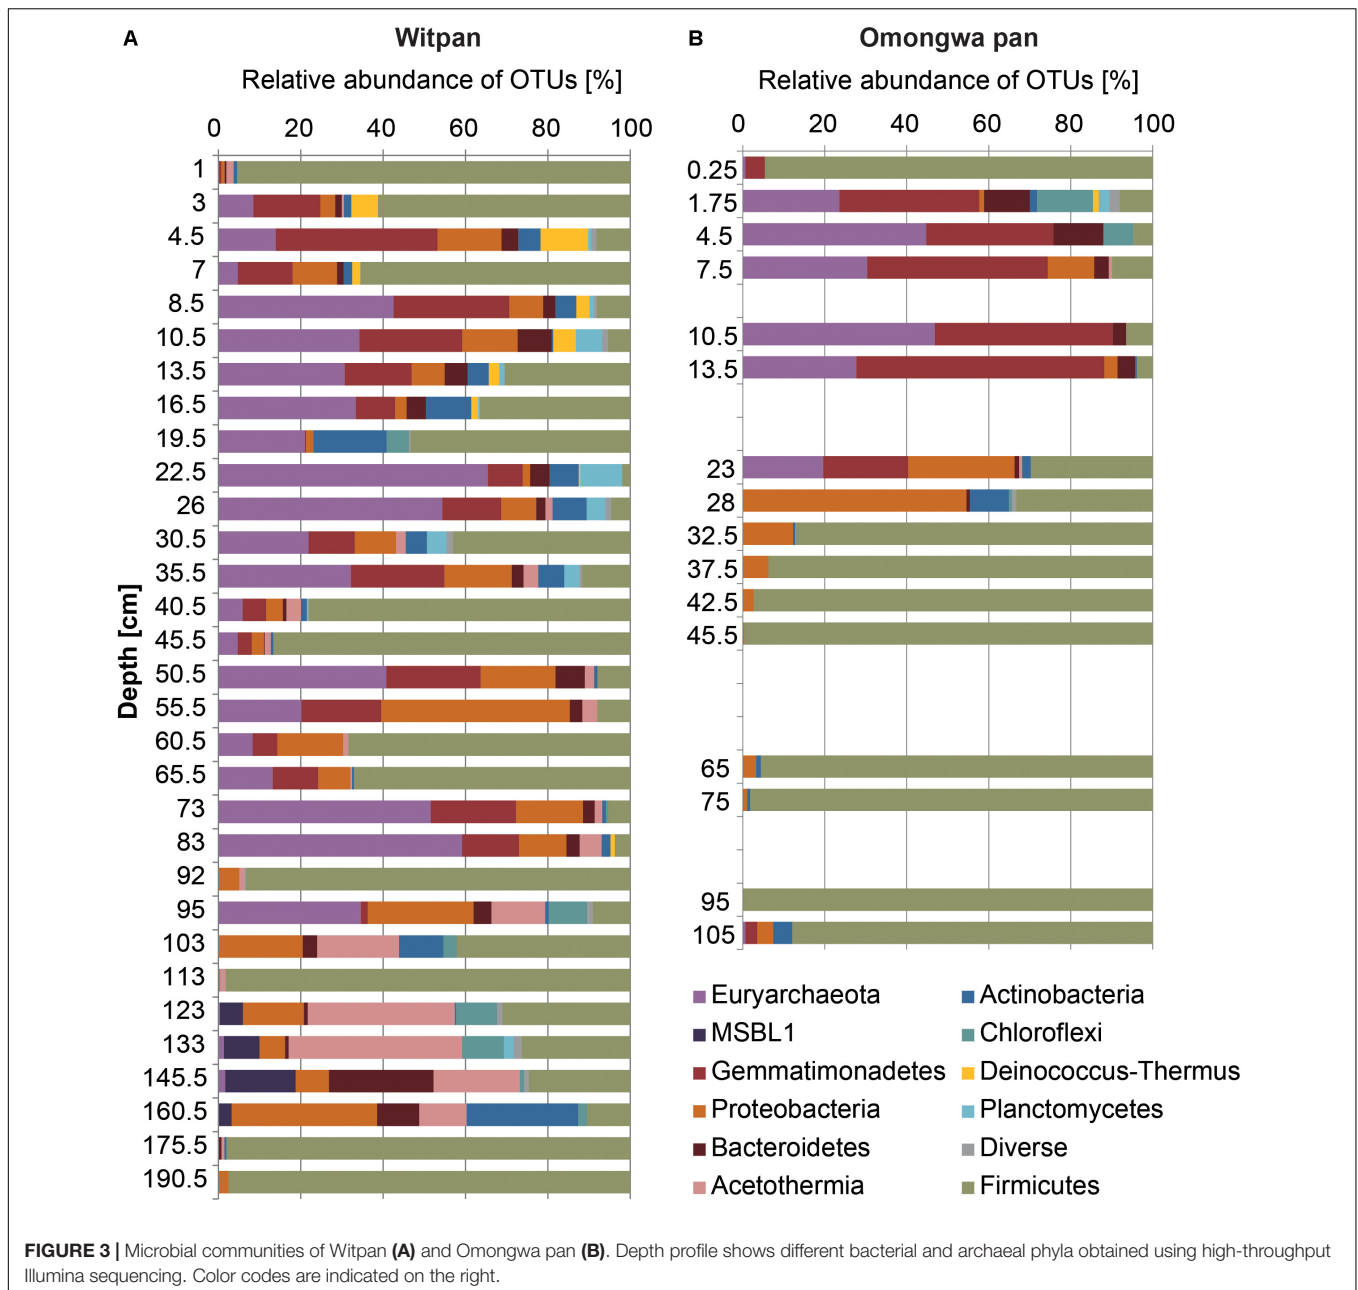 A
Witpan
Relative abundance of OTUs [%]
0 20 40 60 80 100
Depth [cm]
1
3
4.5
7
8.5
10.5
13.5
16.5
19.5
22.5
26
30.5
35.5
40.5
45.5
50.5
55.5
60.5
65.5
73
83
92
95
103
113
123
133
145.5
160.5
175.5
190.5
B
Omongwa pan
Relative abundance of OTUs [%]
0 20 40 60 80 100
0.25
1.75
4.5
7.5
10.5
13.5
23
28
32.5
37.5
42.5
45.5
65
75
95
105
Euryarchaeota
MSBL1
Gemmatimonadetes
Proteobacteria
Bacteroidetes
Acetothermia
Actinobacteria
Chloroflexi
Deinococcus-Thermus
Planctomycetes
Diverse
Firmicutes
FIGURE 3 | Microbial communities of Witpan (A) and Omongwa pan (B). Depth profile shows different bacterial and archaeal phyla obtained using high-throughput
Illumina sequencing. Color codes are indicated on the right.